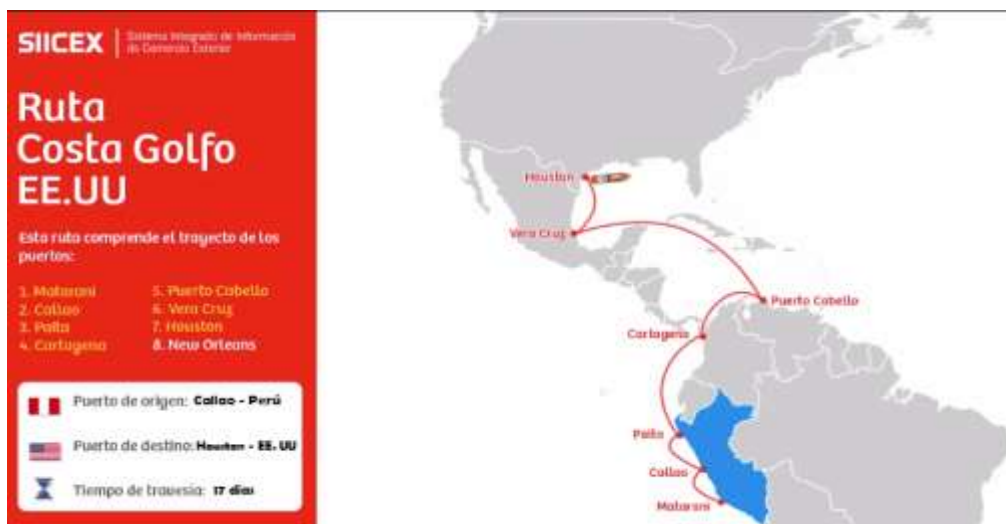 SIICEX
Sistema Integrado de Información
de Comercio Exterior
Ruta
Costa Golfo
EE.UU
Esta ruta comprende el trayecto de los
puertos:
1. Matarani
2. Callao
3. Paita
4. Cartagena
5. Puerto Cabello
6. Vera Cruz
7. Houston
8. New Orleans
Puerto de origen: Callao - Perú
Puerto de destino: Houston - EE. UU
Tiempo de travesia: 17 días
Houston
Vera Cruz
Puerto Cabello
Cartagena
Paita
Callao
Matarani